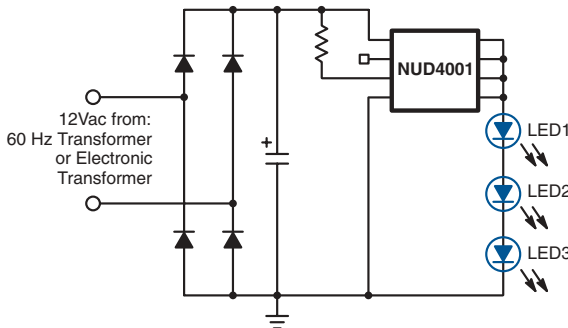 NUD4001
12Vac from:
60 Hz Transformer
or Electronic
Transformer
+
LED1
LED2
LED3